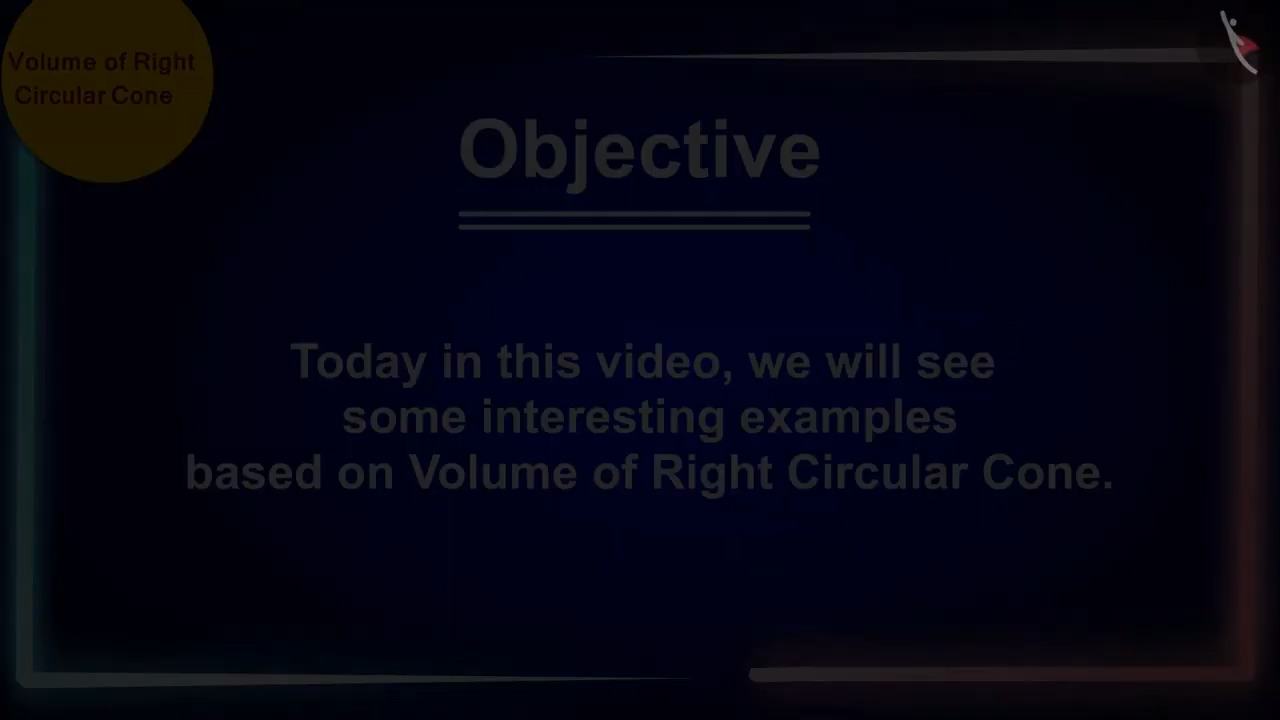 Volume of Right
Circular Cone
Objective
Today in this video, we will see
some interesting examples
based on Volume of Right Circular Cone.